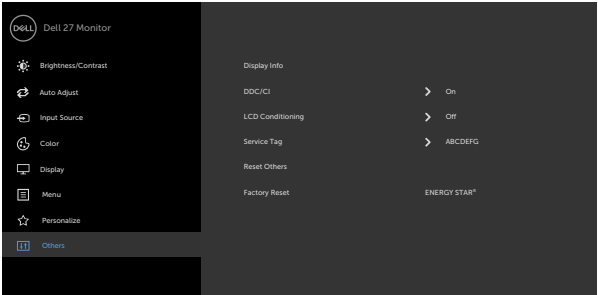 DELL Dell 27 Monitor
Brightness/Contrast
Auto Adjust
Input Source
Color
Display
Menu
Personalize
Others
Display Info
DDC/CI On
LCD Conditioning Off
Service Tag ABCDEFG
Reset Others
Factory Reset ENERGY STAR®